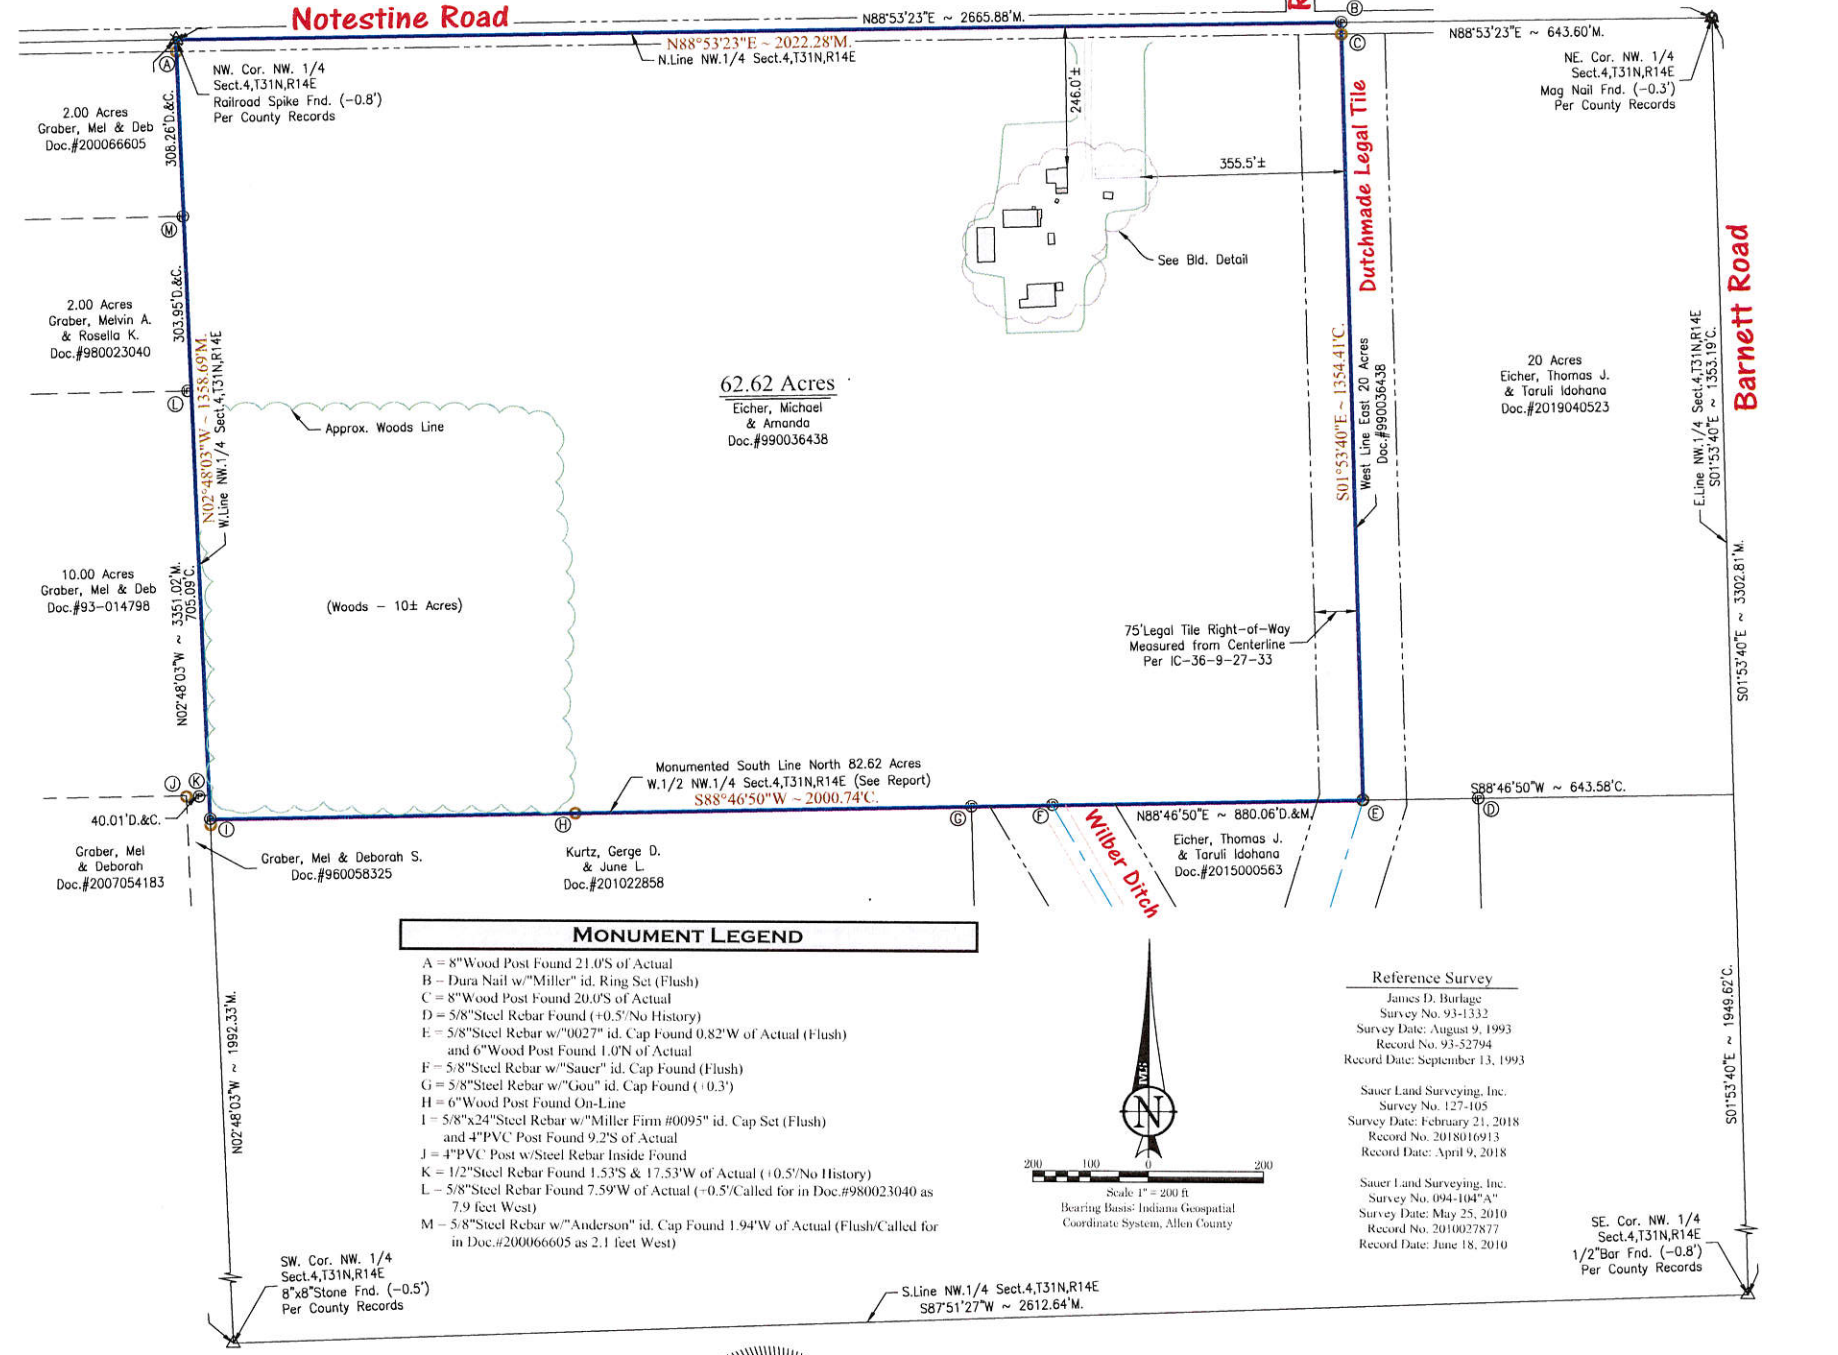 Notestine Road
N88°53'23"E ~ 2665.88'M.
N88°53'23"E ~ 2022.28'M.
N.Line NW.1/4 Sect.4,T31N,R14E
B
C
N88°53'23"E ~ 643.60'M.
NE. Cor. NW. 1/4
Sect.4,T31N,R14E
Mag Nail Fnd. (-0.3')
Per County Records
A
NW. Cor. NW. 1/4
Sect.4,T31N,R14E
Railroad Spike Fnd. (-0.8')
Per County Records
2.00 Acres
Graber, Mel & Deb
Doc.#200066605
308.26'D.&C.
M
2.00 Acres
Graber, Melvin A.
& Rosella K.
Doc.#980023040
303.95'D.&C.
L
N02°48'03"W ~ 1358.69'M.
W.Line NW.1/4 Sect.4,T31N,R14E
246.0'±
355.5'±
See Bld. Detail
Dutchmade Legal Tile
S01°53'40"E ~ 1354.41'C.
West Line East 20 Acres
Doc.#990036438
Barnett Road
E.Line NW.1/4 Sect.4,T31N,R14E
S01°53'40"E ~ 1353.19'C.
20 Acres
Eicher, Thomas J.
& Taruli Idohana
Doc.#2019040523
62.62 Acres
Eicher, Michael
& Amanda
Doc.#990036438
Approx. Woods Line
(Woods - 10± Acres)
10.00 Acres
Graber, Mel & Deb
Doc.#93-014798
N02°48'03"W ~ 3351.02'M.
705.09'C.
75'Legal Tile Right-of-Way
Measured from Centerline
Per IC-36-9-27-33
S01°53'40"E ~ 3302.81'M.
J
K
40.01'D.&C.
I
Monumented South Line North 82.62 Acres
W.1/2 NW.1/4 Sect.4,T31N,R14E (See Report)
S88°46'50"W ~ 2000.74'C.
H
G
F
N88°46'50"E ~ 880.06'D.&M.
E
S88°46'50"W ~ 643.58'C.
D
Graber, Mel
& Deborah
Doc.#2007054183
Graber, Mel & Deborah S.
Doc.#960058325
Kurtz, Gerge D.
& June L.
Doc.#201022858
Wilber Ditch
Eicher, Thomas J.
& Taruli Idohana
Doc.#2015000563
MONUMENT LEGEND
A = 8"Wood Post Found 21.0'S of Actual
B - Dura Nail w/"Miller" id. Ring Set (Flush)
C = 8"Wood Post Found 20.0'S of Actual
D = 5/8"Steel Rebar Found (+0.5'/No History)
E = 5/8"Steel Rebar w/"0027" id. Cap Found 0.82'W of Actual (Flush)
and 6"Wood Post Found 1.0'N of Actual
F = 5/8"Steel Rebar w/"Sauer" id. Cap Found (Flush)
G = 5/8"Steel Rebar w/"Gou" id. Cap Found (+0.3')
H = 6"Wood Post Found On-Line
I = 5/8"x24"Steel Rebar w/"Miller Firm #0095" id. Cap Set (Flush)
and 4"PVC Post Found 9.2'S of Actual
J = 4"PVC Post w/Steel Rebar Inside Found
K = 1/2"Steel Rebar Found 1.53'S & 17.53'W of Actual (+0.5'/No History)
L - 5/8"Steel Rebar Found 7.59'W of Actual (+0.5'/Called for in Doc.#980023040 as
7.9 feet West)
M - 5/8"Steel Rebar w/"Anderson" id. Cap Found 1.94'W of Actual (Flush/Called for
in Doc.#200066605 as 2.1 feet West)
N02°48'03"W ~ 1992.33'M.
N
200 100 0 200
Scale 1" = 200 ft
Bearing Basis: Indiana Geospatial
Coordinate System, Allen County
Reference Survey
James D. Burlage
Survey No. 93-1332
Survey Date: August 9, 1993
Record No. 93-52794
Record Date: September 13, 1993
Sauer Land Surveying, Inc.
Survey No. 127-105
Survey Date: February 21, 2018
Record No. 2018016913
Record Date: April 9, 2018
Sauer Land Surveying, Inc.
Survey No. 094-104"A"
Survey Date: May 25, 2010
Record No. 2010027877
Record Date: June 18, 2010
S01°53'40"E ~ 1949.62'C.
SW. Cor. NW. 1/4
Sect.4,T31N,R14E
8"x8"Stone Fnd. (-0.5')
Per County Records
S.Line NW.1/4 Sect.4,T31N,R14E
S87°51'27"W ~ 2612.64'M.
SE. Cor. NW. 1/4
Sect.4,T31N,R14E
1/2"Bar Fnd. (-0.8')
Per County Records